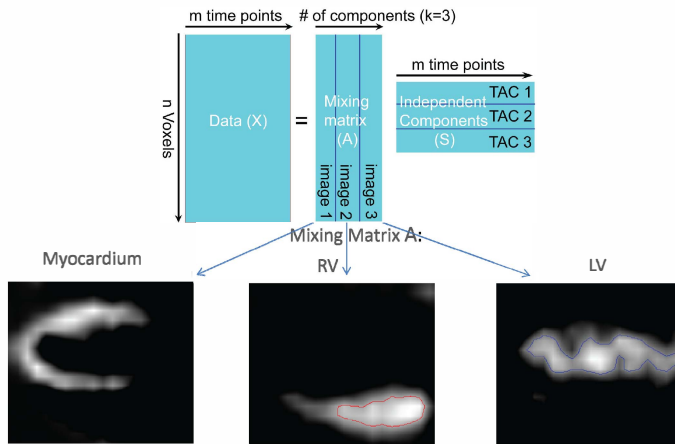 m time points
# of components (k=3)
n Voxels
Data (X)
=
Mixing
matrix
(A)
image 1
image 2
image 3
m time points
Independent
Components
(S)
TAC 1
TAC 2
TAC 3
Mixing Matrix A:
Myocardium
RV
LV